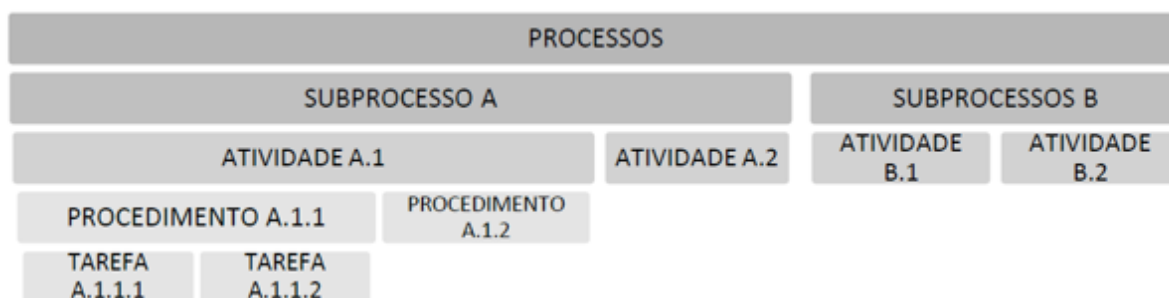 PROCESSOS
SUBPROCESSO A
SUBPROCESSOS B
ATIVIDADE A.1
ATIVIDADE A.2
ATIVIDADE
B.1
ATIVIDADE
B.2
PROCEDIMENTO A.1.1
PROCEDIMENTO
A.1.2
TAREFA
A.1.1.1
TAREFA
A.1.1.2